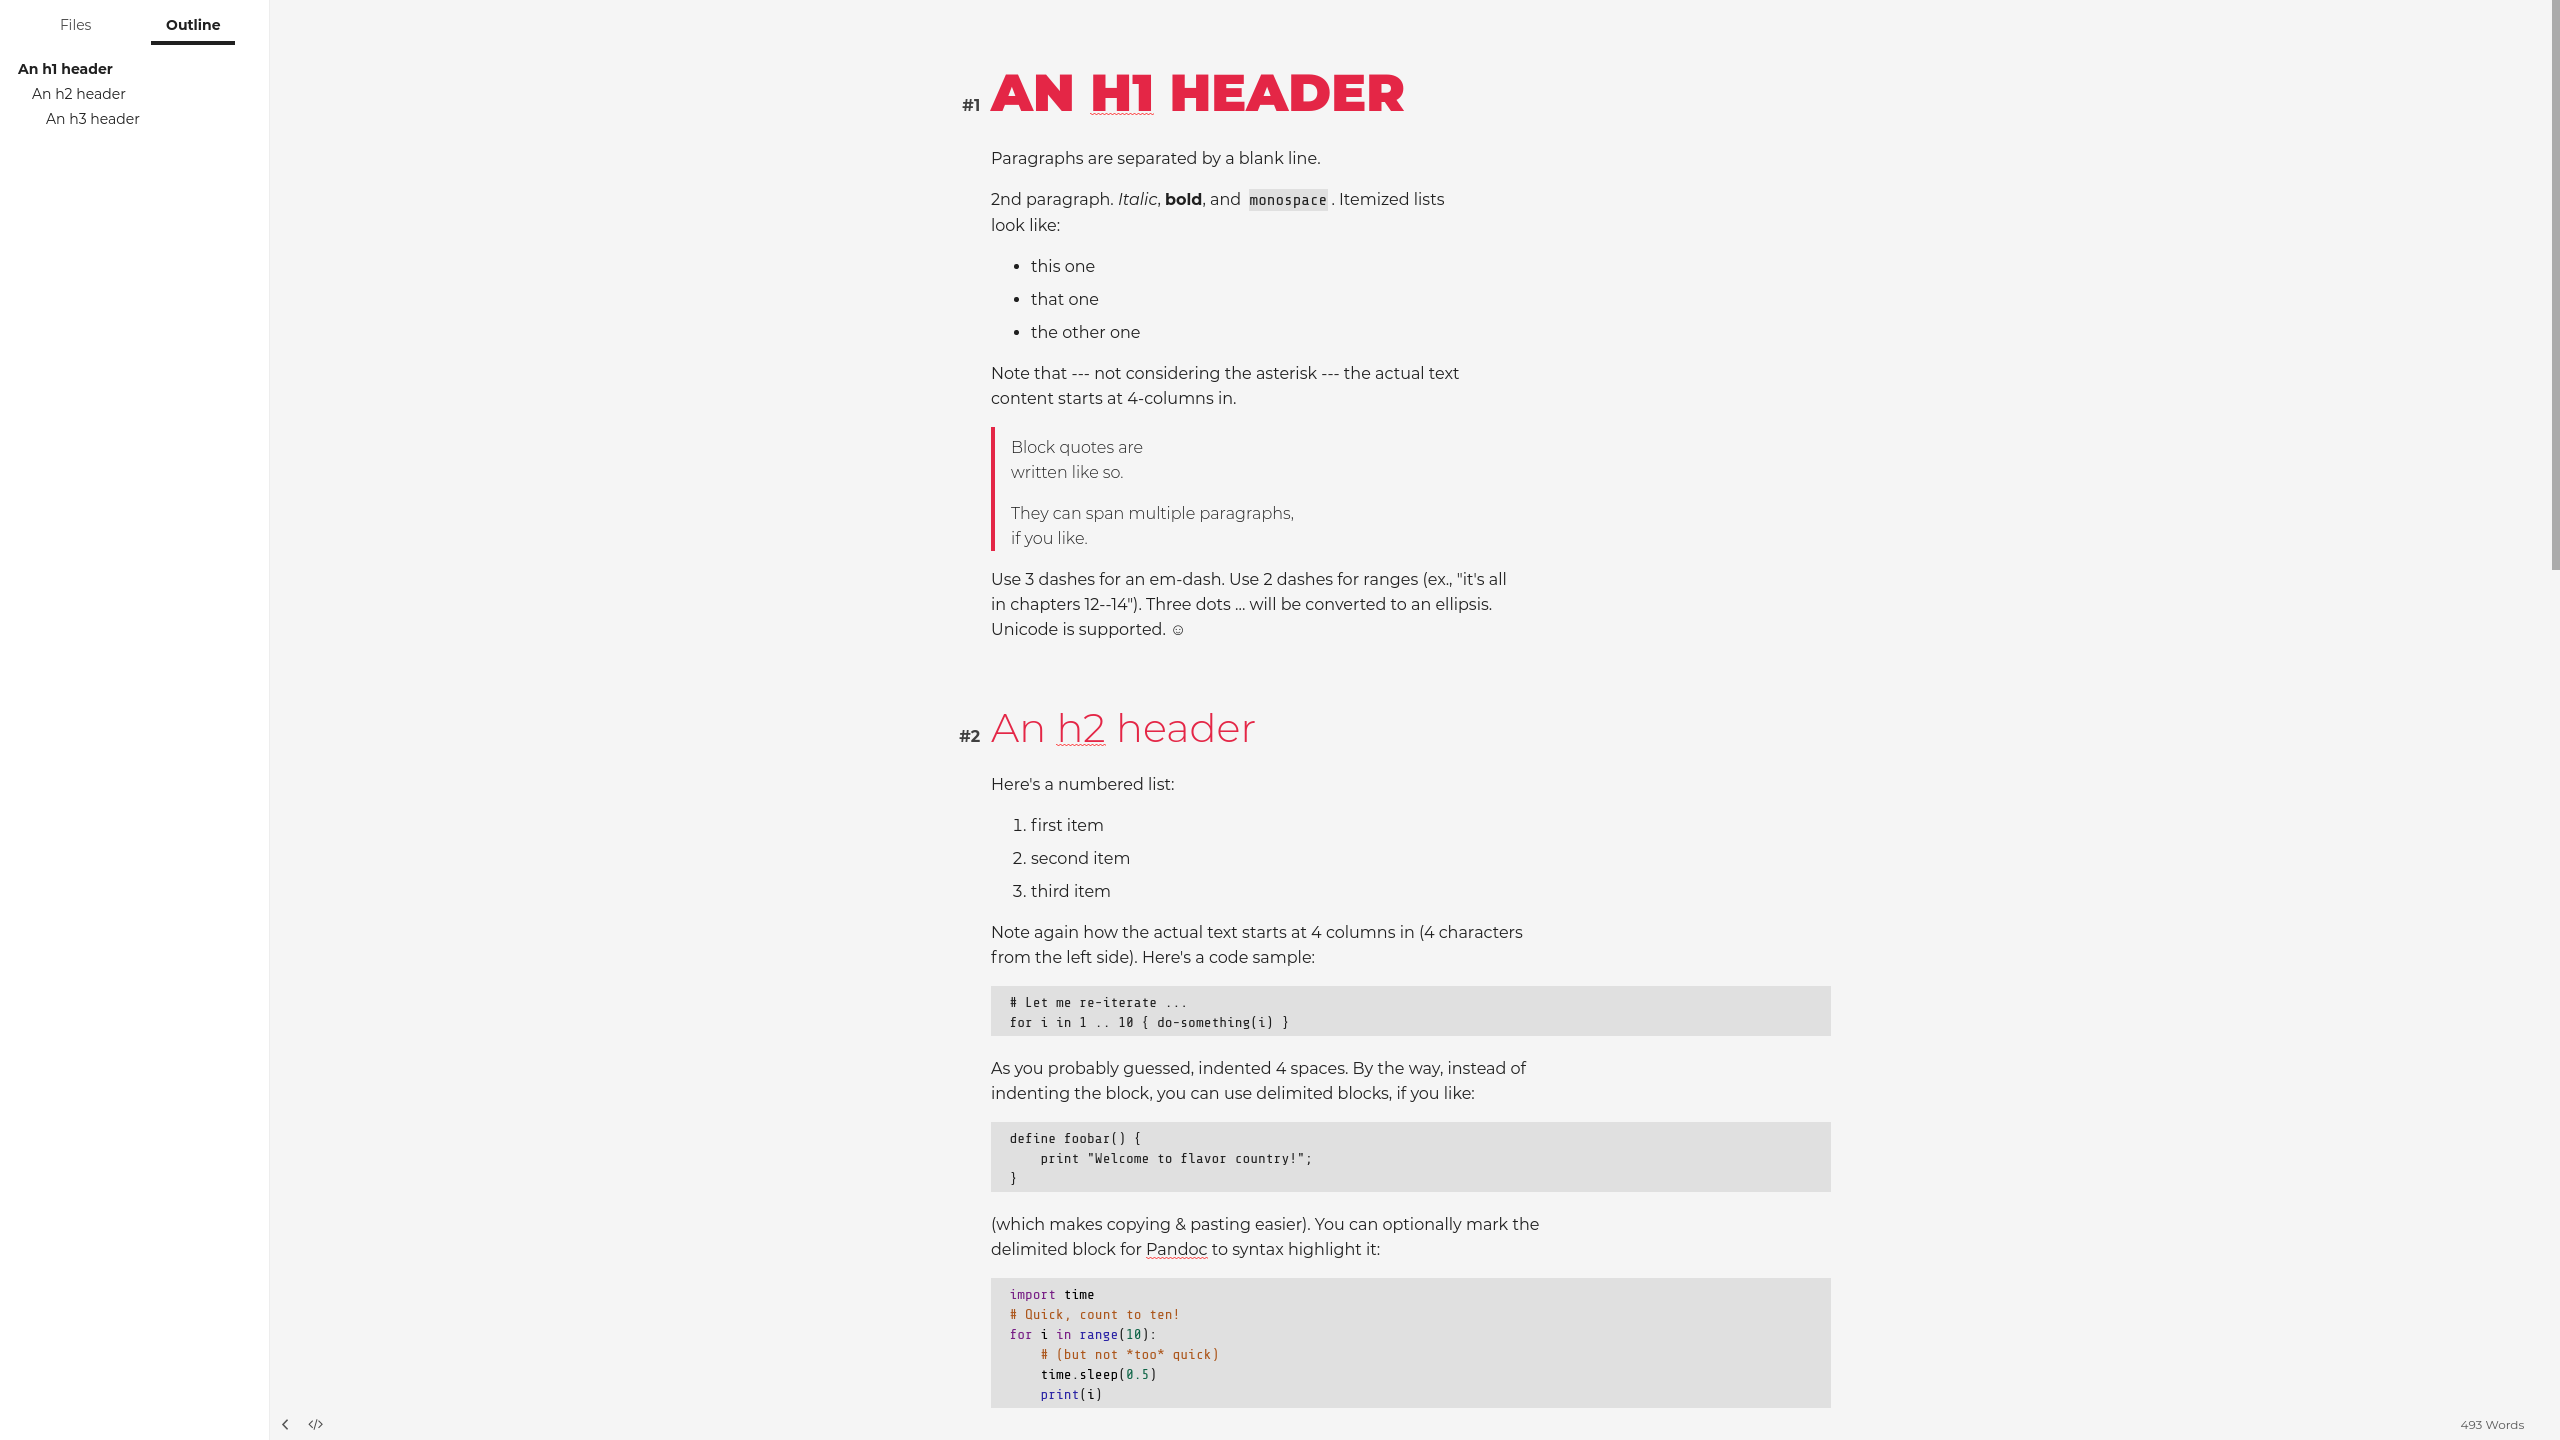 Files
Outline
An h1 header
An h2 header
An h3 header
#1 AN H1 HEADER
Paragraphs are separated by a blank line.
2nd paragraph. Italic, bold, and monospace . Itemized lists
look like:
• this one
• that one
• the other one
Note that --- not considering the asterisk --- the actual text
content starts at 4-columns in.
Block quotes are
written like so.
They can span multiple paragraphs,
if you like.
Use 3 dashes for an em-dash. Use 2 dashes for ranges (ex., "it's all
in chapters 12--14"). Three dots ... will be converted to an ellipsis.
Unicode is supported. ☺
#2 An h2 header
Here's a numbered list:
1. first item
2. second item
3. third item
Note again how the actual text starts at 4 columns in (4 characters
from the left side). Here's a code sample:
# Let me re-iterate ...
for i in 1 .. 10 { do-something(i) }
As you probably guessed, indented 4 spaces. By the way, instead of
indenting the block, you can use delimited blocks, if you like:
define foobar() {
    print "Welcome to flavor country!";
}
(which makes copying & pasting easier). You can optionally mark the
delimited block for Pandoc to syntax highlight it:
import time
# Quick, count to ten!
for i in range(10):
    # (but not *too* quick)
    time.sleep(0.5)
    print(i)
493 Words